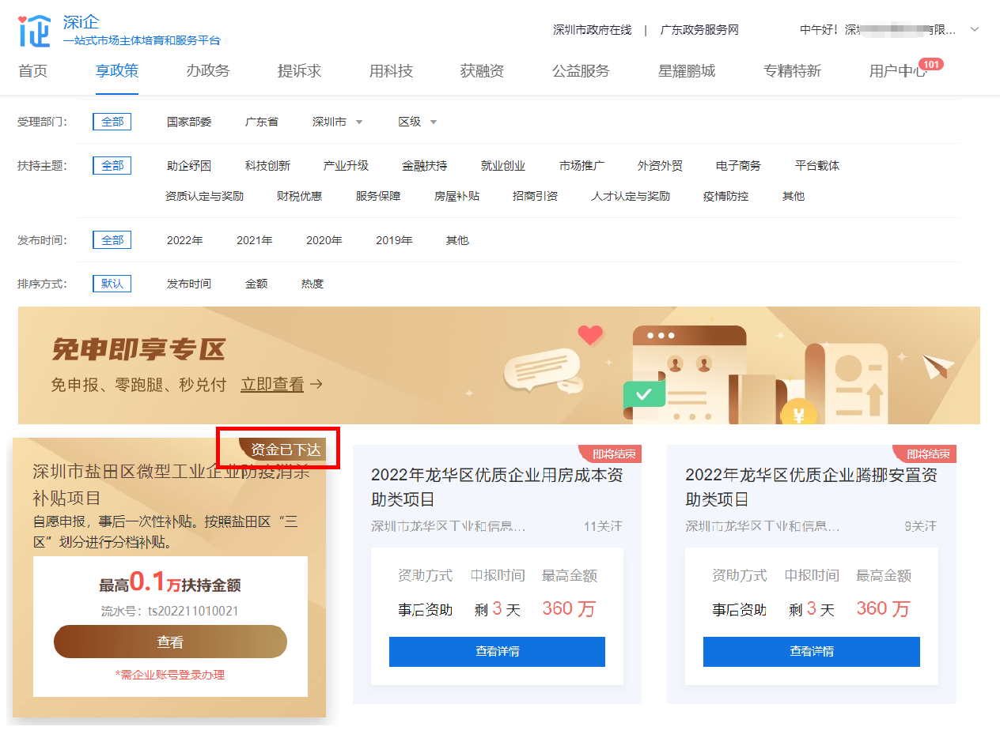 深i企
一站式市场主体培育和服务平台
深圳市政府在线 | 广东政务服务网 中午好! 深圳 有限...
首页 享政策 办政务 提诉求 用科技 获融资 公益服务 星耀鹏城 专精特新 用户中心 101
受理部门: 全部 国家部委 广东省 深圳市 区级
扶持主题: 全部 助企纾困 科技创新 产业升级 金融扶持 就业创业 市场推广 外资外贸 电子商务 平台载体
资质认定与奖励 财税优惠 服务保障 房屋补贴 招商引资 人才认定与奖励 疫情防控 其他
发布时间: 全部 2022年 2021年 2020年 2019年 其他
排序方式: 默认 发布时间 金额 热度
免申即享专区
免申报、零跑腿、秒兑付 立即查看 →
资金已下达
深圳市盐田区微型工业企业防疫消杀
补贴项目
自愿申报，事后一次性补贴。按照盐田区“三
区”划分进行分档补贴。
最高0.1万扶持金额
流水号: ts202211010021
查看
*需企业账号登录办理
即将结束
2022年龙华区优质企业用房成本资
助类项目
深圳市龙华区工业和信息... 11关注
资助方式 申报时间 最高金额
事后资助 剩 3 天 360 万
查看详情
即将结束
2022年龙华区优质企业腾挪安置资
助类项目
深圳市龙华区工业和信息... 9关注
资助方式 申报时间 最高金额
事后资助 剩 3 天 360 万
查看详情